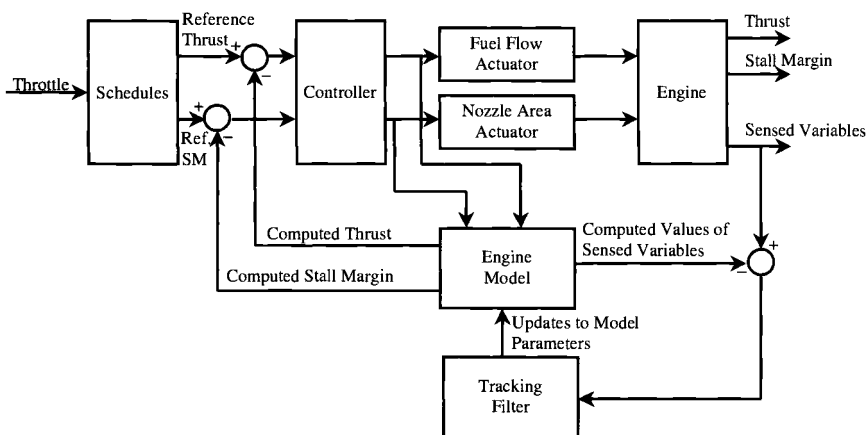 Reference
Thrust
+
−
Throttle
Schedules
+
−
Ref.
SM
Controller
Fuel Flow
Actuator
Nozzle Area
Actuator
Engine
Thrust
Stall Margin
Sensed Variables
Computed Thrust
Computed Stall Margin
Engine
Model
Computed Values of
Sensed Variables
+
−
Updates to Model
Parameters
Tracking
Filter